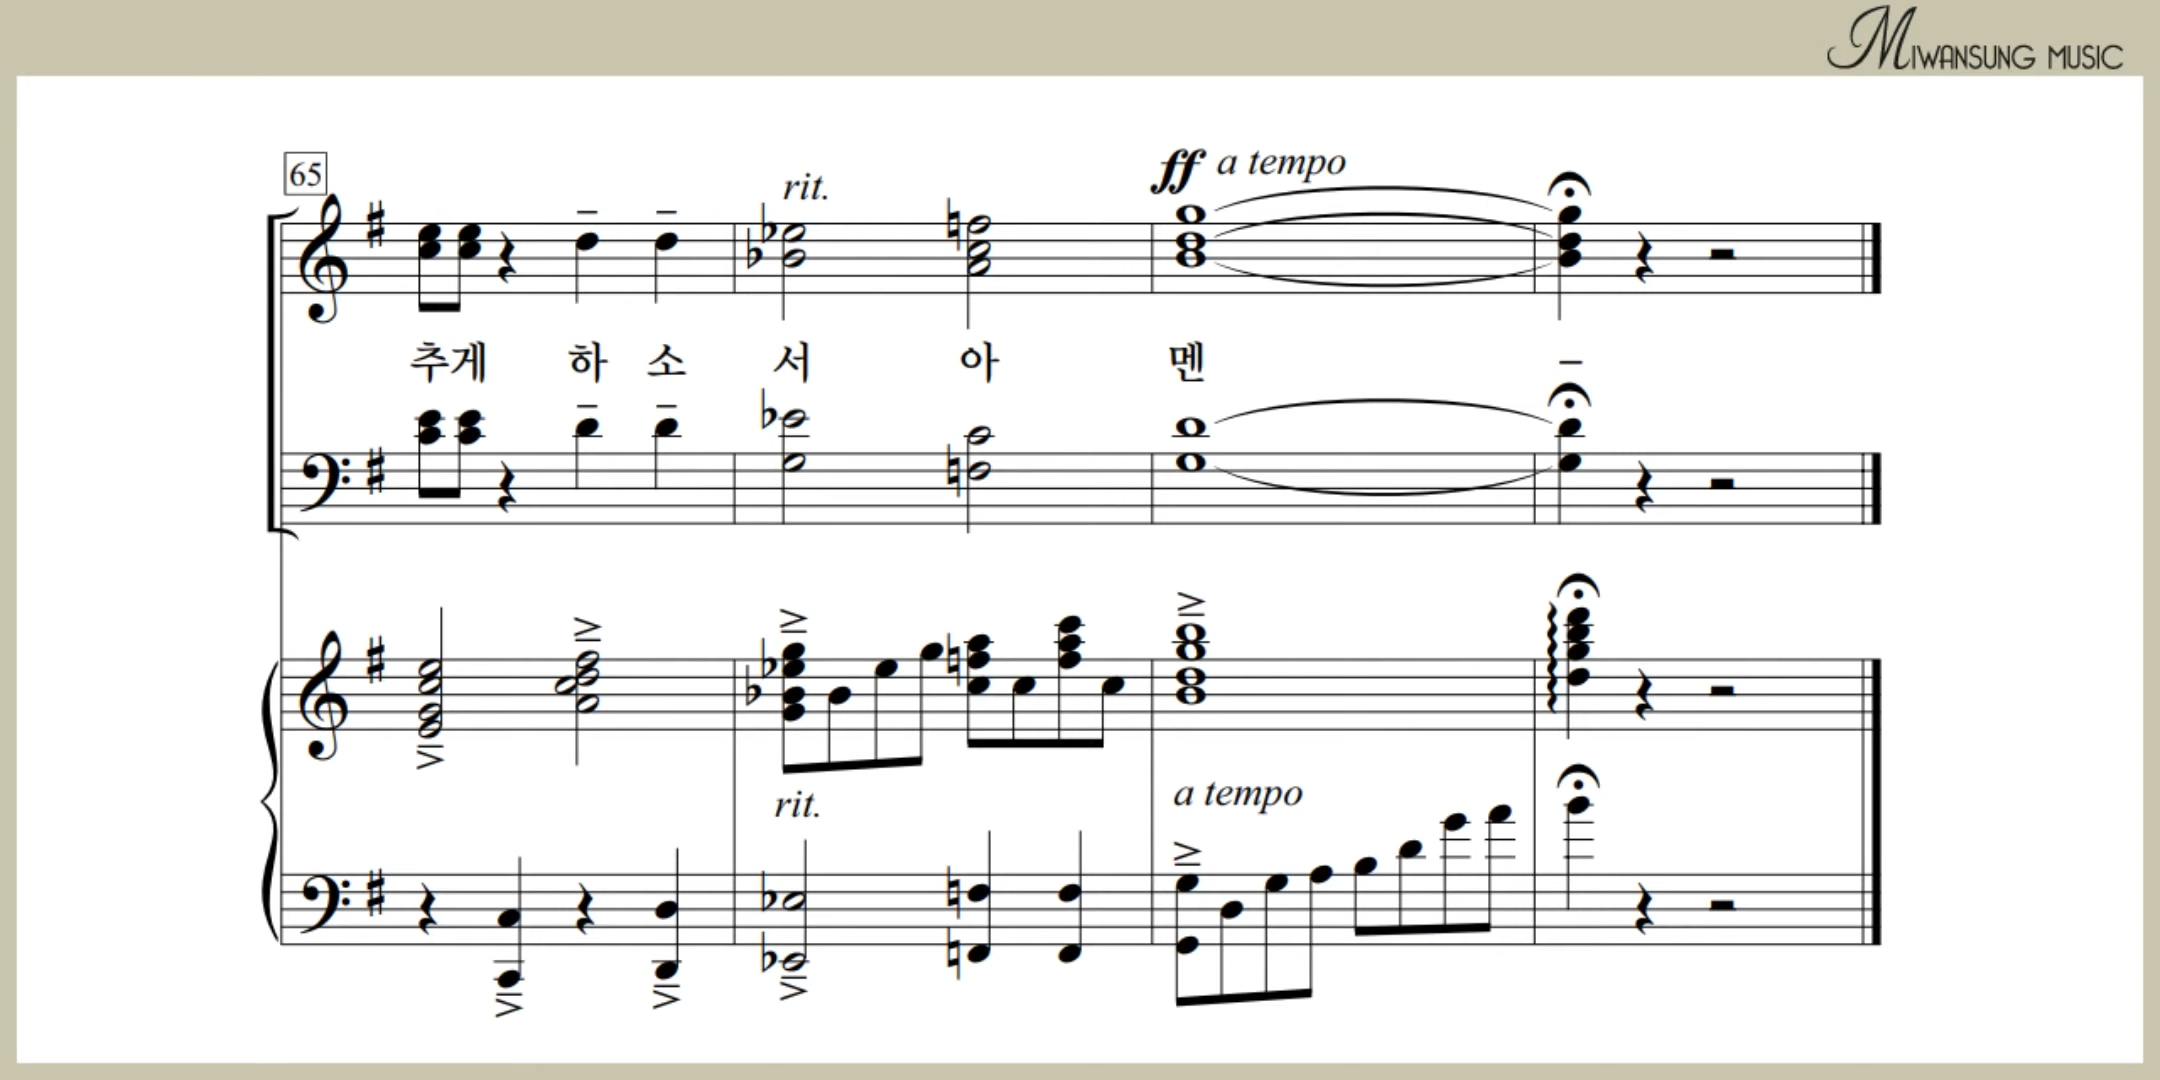 MIWANSUNG MUSIC
65
rit.
ff a tempo
추게 하 소 서 아 멘 –
rit.
a tempo